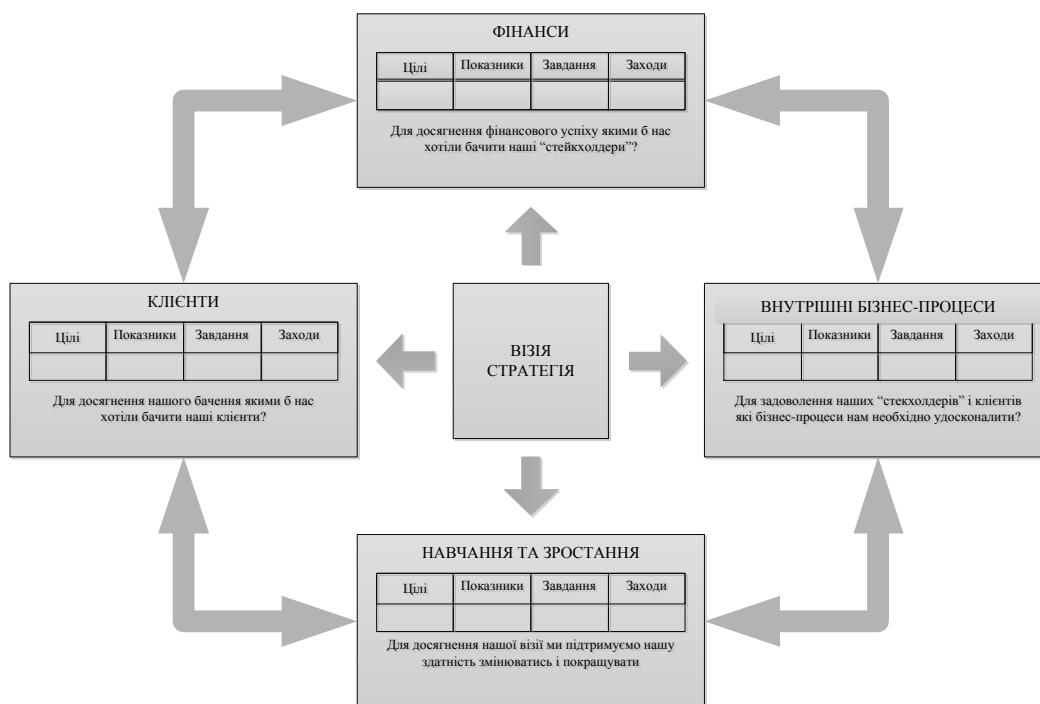 ФІНАНСИ
Цілі Показники Завдання Заходи
Для досягнення фінансового успіху якими б нас
хотіли бачити наші “стейкхолдери”?
КЛІЄНТИ
Цілі Показники Завдання Заходи
Для досягнення нашого бачення якими б нас
хотіли бачити наші клієнти?
ВІЗІЯ
СТРАТЕГІЯ
ВНУТРІШНІ БІЗНЕС-ПРОЦЕСИ
Цілі Показники Завдання Заходи
Для задоволення наших “стекхолдерів” і клієнтів
які бізнес-процеси нам необхідно удосконалити?
НАВЧАННЯ ТА ЗРОСТАННЯ
Цілі Показники Завдання Заходи
Для досягнення нашої візії ми підтримуємо нашу
здатність змінюватись і покращувати